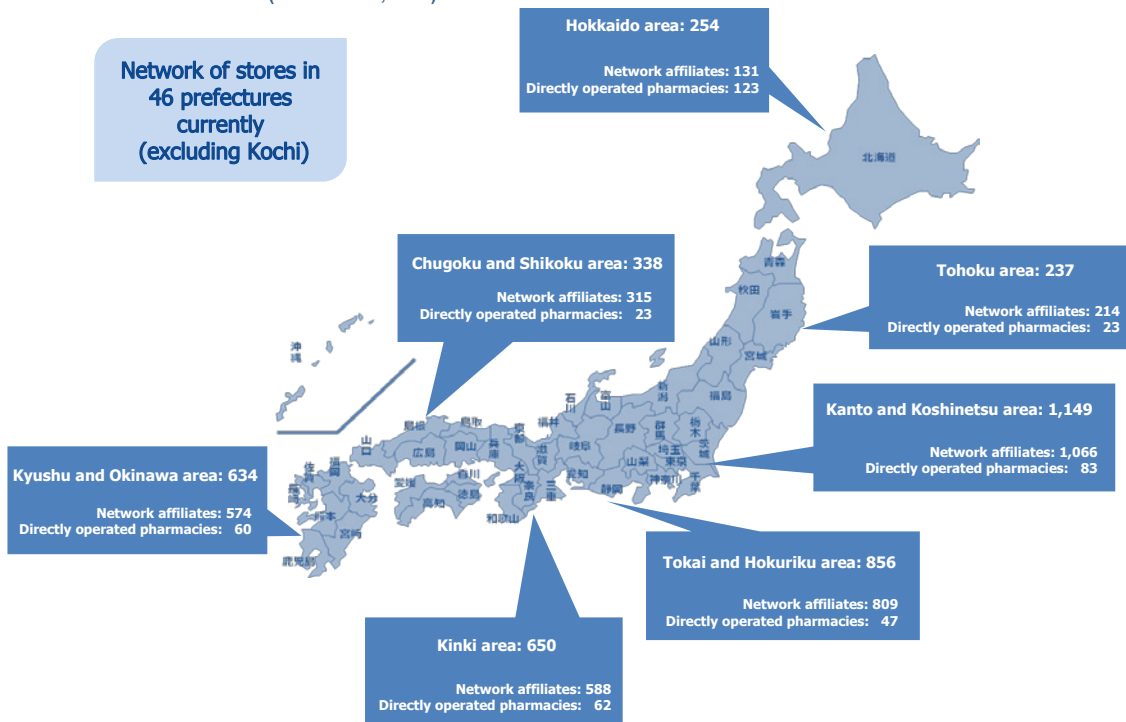 Hokkaido area: 254
Network affiliates: 131
Directly operated pharmacies: 123
Network of stores in
46 prefectures
currently
(excluding Kochi)
北海道
Chugoku and Shikoku area: 338
Network affiliates: 315
Directly operated pharmacies: 23
Tohoku area: 237
Network affiliates: 214
Directly operated pharmacies: 23
青森
秋田
岩手
山形
宮城
福島
新潟
沖縄
Kanto and Koshinetsu area: 1,149
Network affiliates: 1,066
Directly operated pharmacies: 83
石川
富山
福井
長野
群馬
栃木
茨城
埼玉
東京
山梨
神奈川
千葉
岐阜
愛知
静岡
島根
鳥取
京都
滋賀
兵庫
岡山
広島
山口
大阪
奈良
三重
和歌山
香川
愛媛
徳島
高知
Kyushu and Okinawa area: 634
Network affiliates: 574
Directly operated pharmacies: 60
福岡
佐賀
長崎
大分
熊本
宮崎
鹿児島
Tokai and Hokuriku area: 856
Network affiliates: 809
Directly operated pharmacies: 47
Kinki area: 650
Network affiliates: 588
Directly operated pharmacies: 62